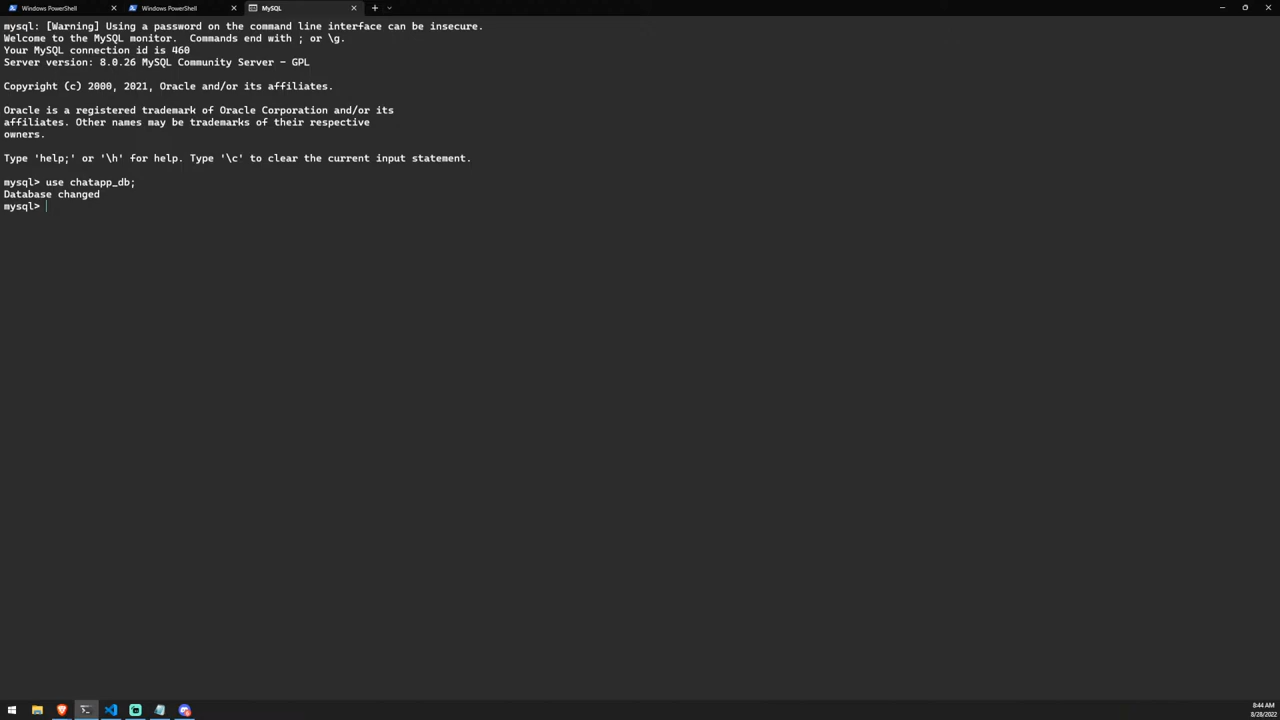 Windows PowerShell
Windows PowerShell
MySQL
mysql: [Warning] Using a password on the command line interface can be insecure.
Welcome to the MySQL monitor.  Commands end with ; or \g.
Your MySQL connection id is 460
Server version: 8.0.26 MySQL Community Server - GPL
Copyright (c) 2000, 2021, Oracle and/or its affiliates.
Oracle is a registered trademark of Oracle Corporation and/or its
affiliates. Other names may be trademarks of their respective
owners.
Type 'help;' or '\h' for help. Type '\c' to clear the current input statement.
mysql> use chatapp_db;
Database changed
mysql>
8:44 AM
8/28/2022